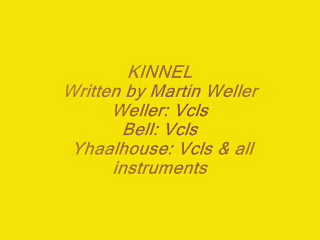 KINNEL
Written by Martin Weller
Weller: Vcls
Bell: Vcls
Yhaalhouse: Vcls & all
instruments